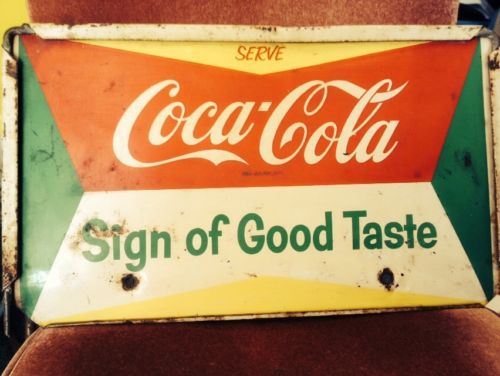 SERVE
Coca-Cola
Sign of Good Taste